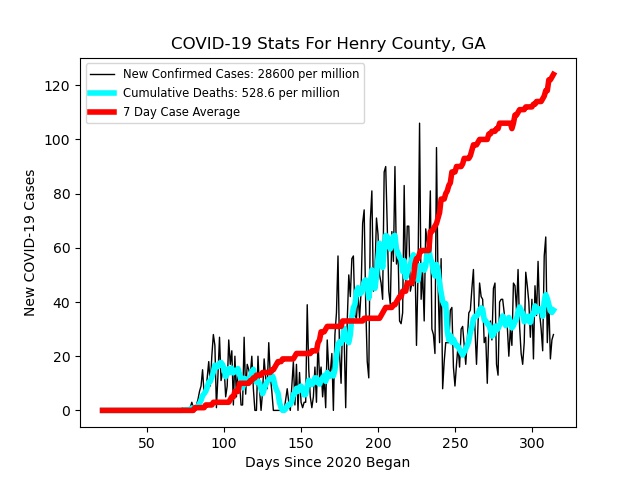 COVID-19 Stats For Henry County, GA
New Confirmed Cases: 28600 per million
Cumulative Deaths: 528.6 per million
7 Day Case Average
120
100
80
60
40
20
0
New COVID-19 Cases
50 100 150 200 250 300
Days Since 2020 Began